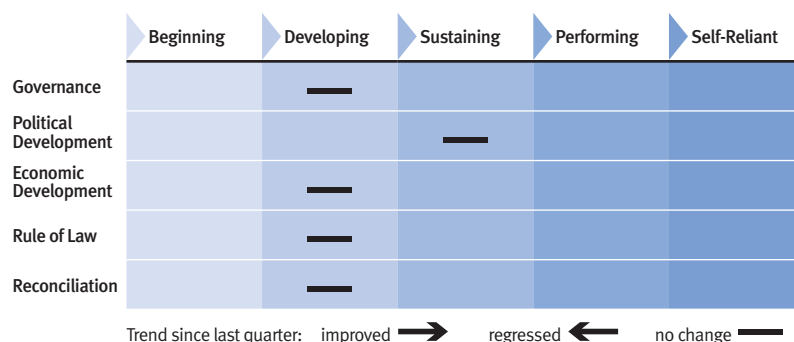 Beginning Developing Sustaining Performing Self-Reliant
Governance
Political
Development
Economic
Development
Rule of Law
Reconciliation
Trend since last quarter: improved regressed no change